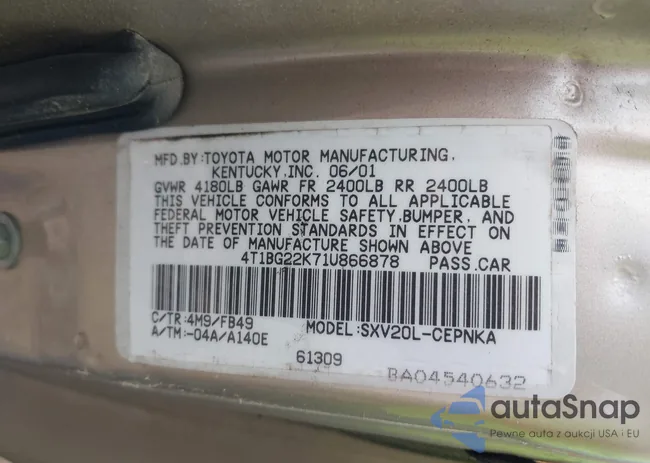 MFD.BY:TOYOTA MOTOR MANUFACTURING,
KENTUCKY,INC. 06/01
GVWR 4180LB GAWR FR 2400LB RR 2400LB
THIS VEHICLE CONFORMS TO ALL APPLICABLE
FEDERAL MOTOR VEHICLE SAFETY,BUMPER, AND
THEFT PREVENTION STANDARDS IN EFFECT ON
THE DATE OF MANUFACTURE SHOWN ABOVE
4T1BG22K71U866878 PASS.CAR
C/TR:4M9/FB49 MODEL:SXV20L-CEPNKA
A/TM:-04A/A140E
61309
BA04540632
autaSnap
Pewne auta z aukcji USA i EU